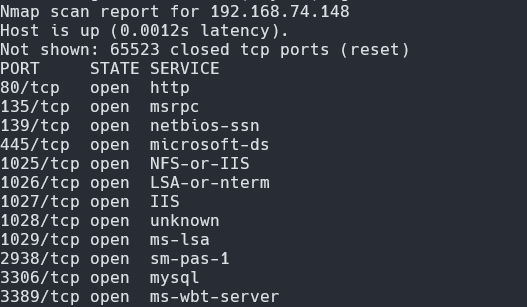 Nmap scan report for 192.168.74.148
Host is up (0.0012s latency).
Not shown: 65523 closed tcp ports (reset)
PORT     STATE SERVICE
80/tcp   open  http
135/tcp  open  msrpc
139/tcp  open  netbios-ssn
445/tcp  open  microsoft-ds
1025/tcp open  NFS-or-IIS
1026/tcp open  LSA-or-nterm
1027/tcp open  IIS
1028/tcp open  unknown
1029/tcp open  ms-lsa
2938/tcp open  sm-pas-1
3306/tcp open  mysql
3389/tcp open  ms-wbt-server